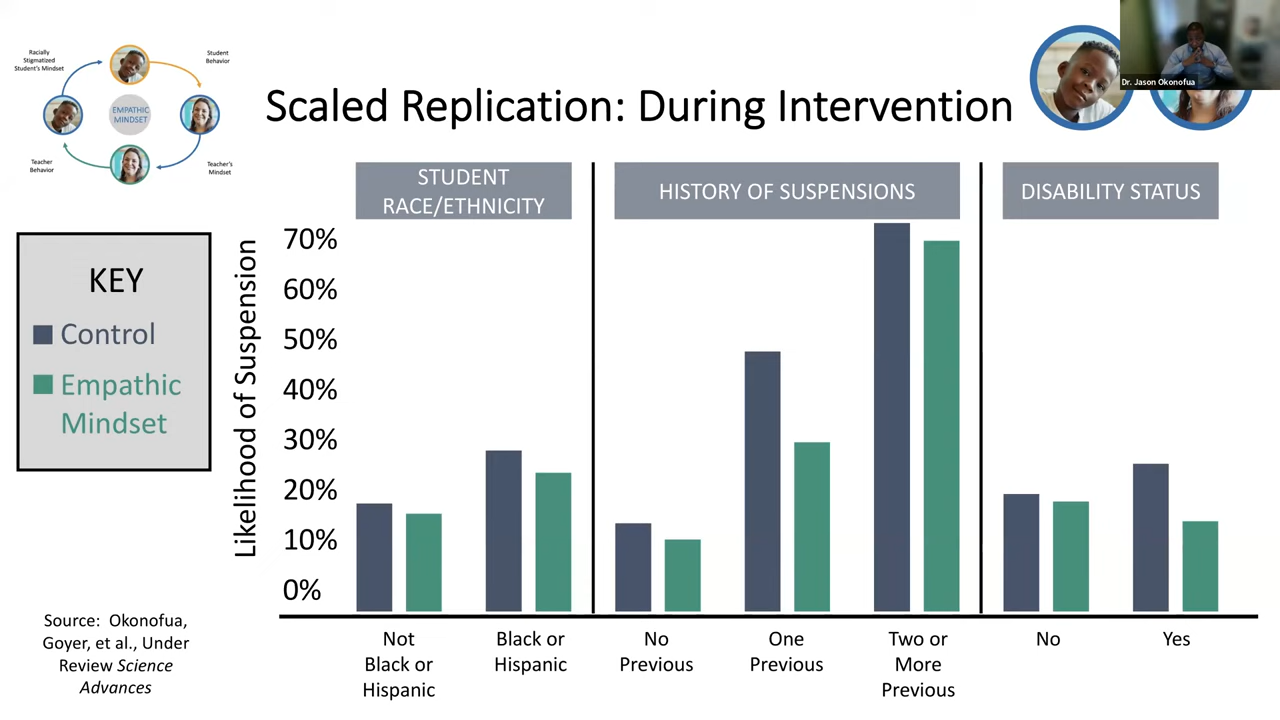 Racially
Stigmatized
Student's Mindset
Student
Behavior
EMPATHIC
MINDSET
Teacher
Behavior
Teacher's
Mindset
Scaled Replication: During Intervention
Dr. Jason Okonofua
STUDENT
RACE/ETHNICITY
HISTORY OF SUSPENSIONS
DISABILITY STATUS
KEY
Control
Empathic
Mindset
Likelihood of Suspension
70%
60%
50%
40%
30%
20%
10%
0%
Not
Black or
Hispanic
Black or
Hispanic
No
Previous
One
Previous
Two or
More
Previous
No
Yes
Source: Okonofua,
Goyer, et al., Under
Review Science
Advances